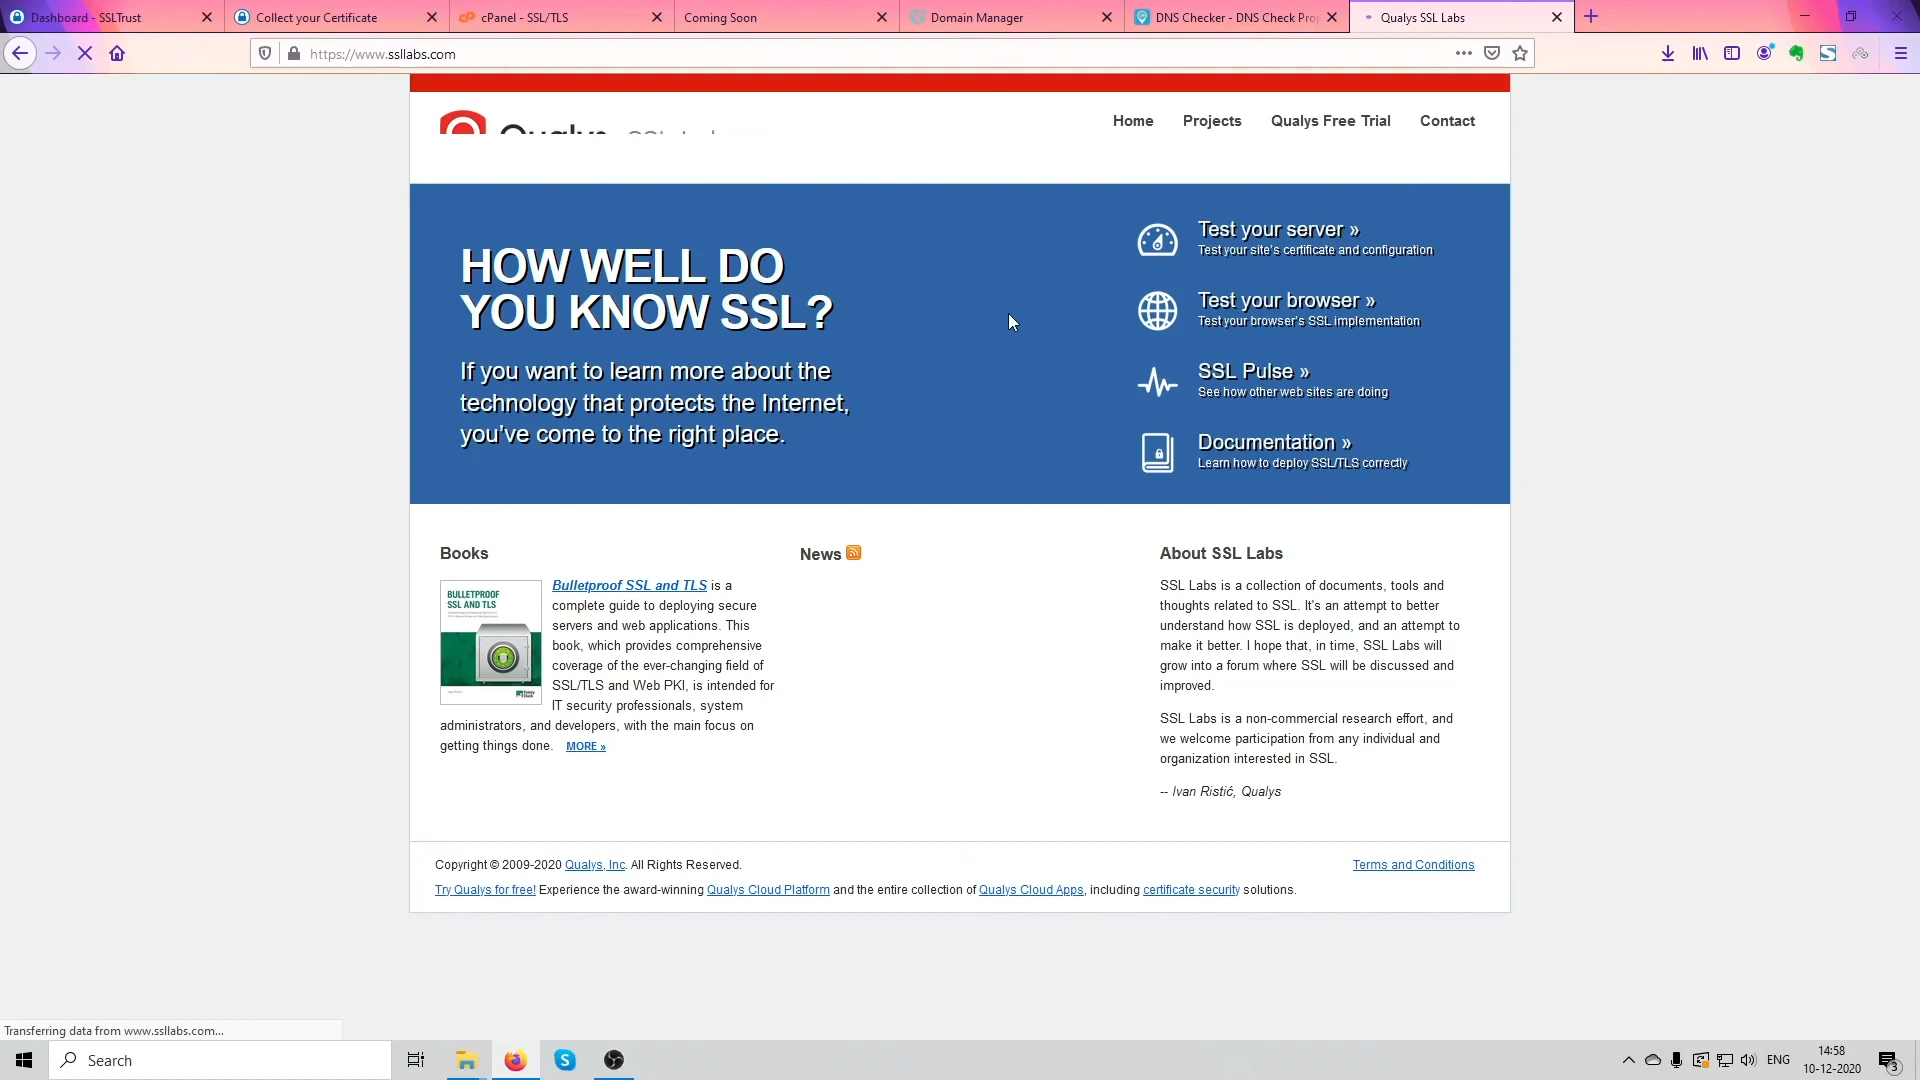 Dashboard - SSLTrust
Collect your Certificate
cPanel - SSL/TLS
Coming Soon
Domain Manager
DNS Checker - DNS Check Pro
Qualys SSL Labs
https://www.ssllabs.com
Qualys
Home
Projects
Qualys Free Trial
Contact
HOW WELL DO
YOU KNOW SSL?
If you want to learn more about the
technology that protects the Internet,
you've come to the right place.
Test your server »
Test your site's certificate and configuration
Test your browser »
Test your browser's SSL implementation
SSL Pulse »
See how other web sites are doing
Documentation »
Learn how to deploy SSL/TLS correctly
Books
BULLETPROOF
SSL AND TLS
Bulletproof SSL and TLS is a
complete guide to deploying secure
servers and web applications. This
book, which provides comprehensive
coverage of the ever-changing field of
SSL/TLS and Web PKI, is intended for
IT security professionals, system
administrators, and developers, with the main focus on
getting things done. MORE »
News
About SSL Labs
SSL Labs is a collection of documents, tools and
thoughts related to SSL. It's an attempt to better
understand how SSL is deployed, and an attempt to
make it better. I hope that, in time, SSL Labs will
grow into a forum where SSL will be discussed and
improved.
SSL Labs is a non-commercial research effort, and
we welcome participation from any individual and
organization interested in SSL.
-- Ivan Ristić, Qualys
Copyright © 2009-2020 Qualys, Inc. All Rights Reserved.
Terms and Conditions
Try Qualys for free! Experience the award-winning Qualys Cloud Platform and the entire collection of Qualys Cloud Apps, including certificate security solutions.
Transferring data from www.ssllabs.com...
Search
ENG
14:58
10-12-2020
3